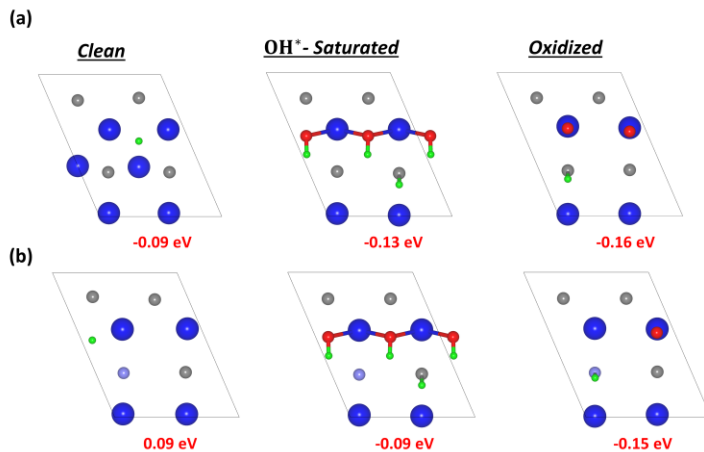 (a)
Clean
OH*- Saturated
Oxidized
-0.09 eV
-0.13 eV
-0.16 eV
(b)
0.09 eV
-0.09 eV
-0.15 eV